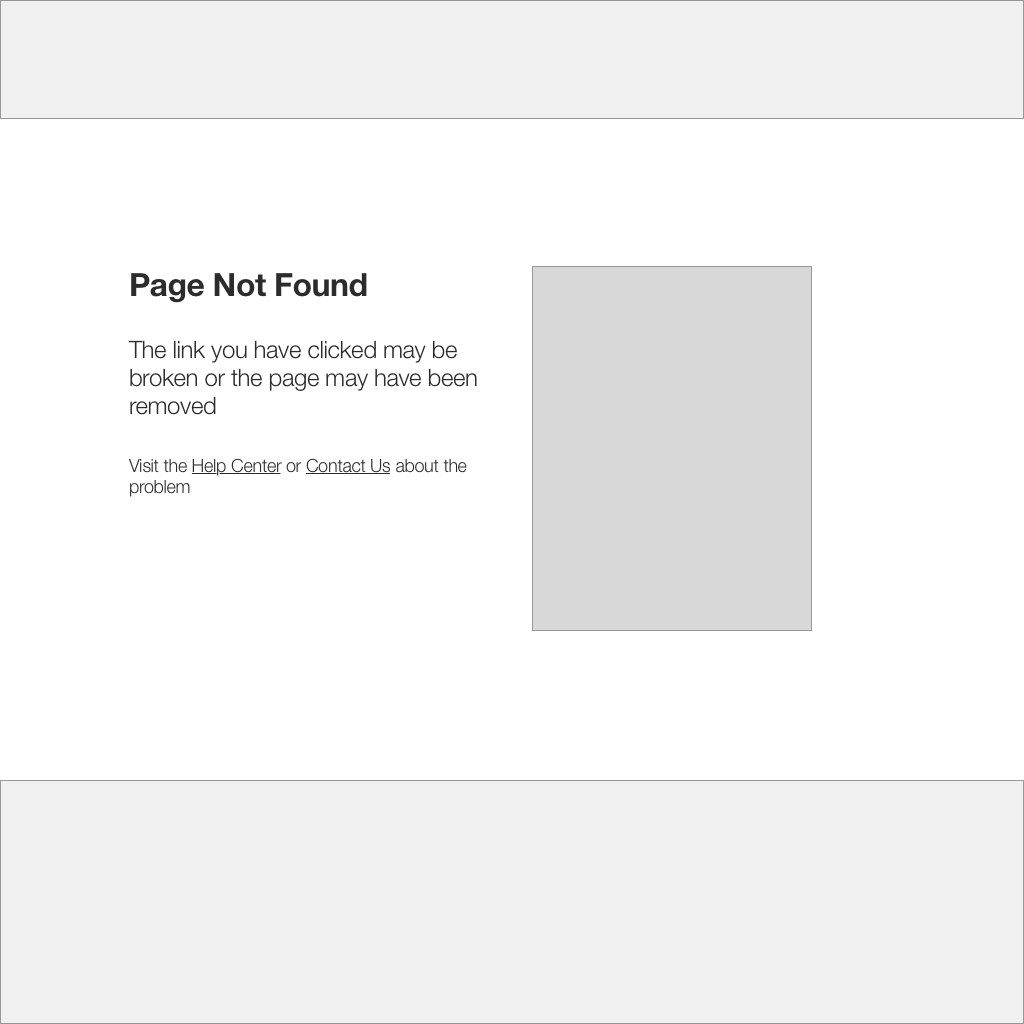 Page Not Found
The link you have clicked may be
broken or the page may have been
removed
Visit the Help Center or Contact Us about the
problem